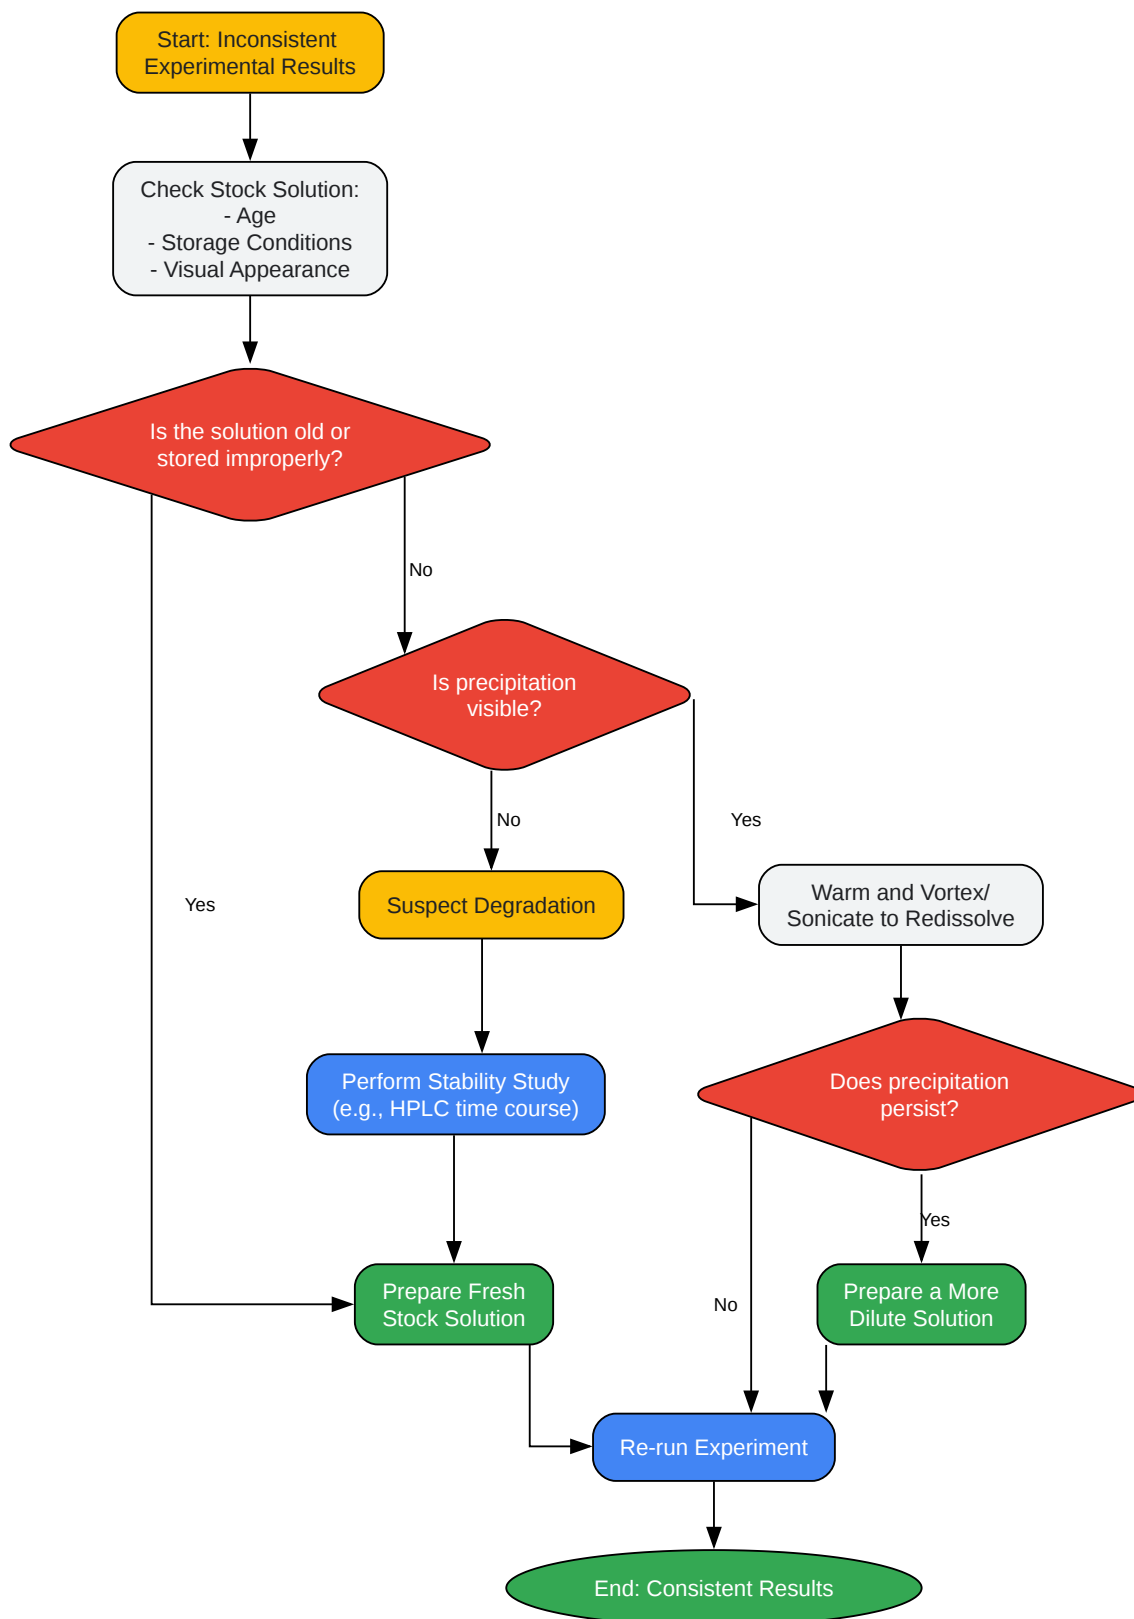 Start: Inconsistent
Experimental Results
Check Stock Solution:
- Age
- Storage Conditions
- Visual Appearance
Is the solution old or
stored improperly?
No
Is precipitation
visible?
No
Yes
Yes
Suspect Degradation
Warm and Vortex/
Sonicate to Redissolve
Perform Stability Study
(e.g., HPLC time course)
Does precipitation
persist?
Yes
Prepare Fresh
Stock Solution
No
Prepare a More
Dilute Solution
Re-run Experiment
End: Consistent Results